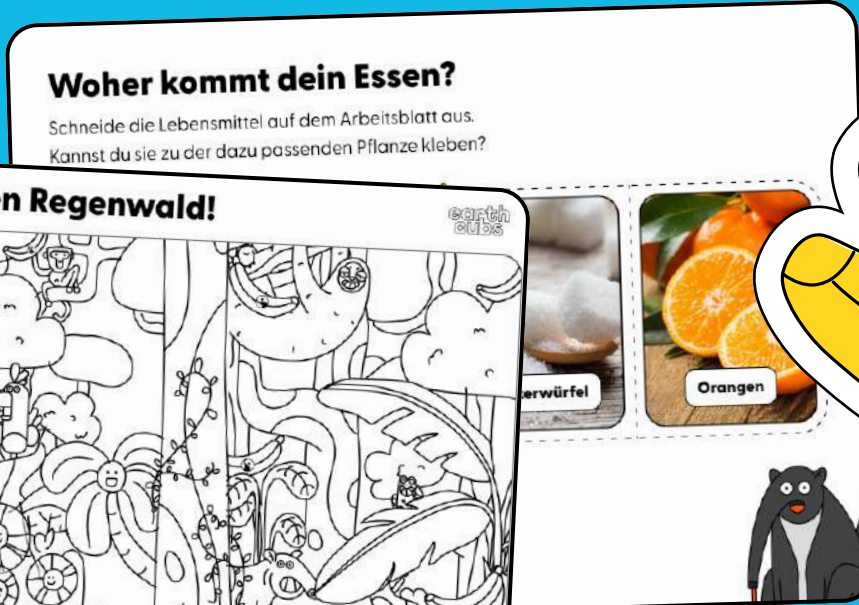 Woher kommt dein Essen?
Schneide die Lebensmittel auf dem Arbeitsblatt aus.
Kannst du sie zu der dazu passenden Pflanze kleben?
n Regenwald!
earth
cubs
erwürfel
Orangen